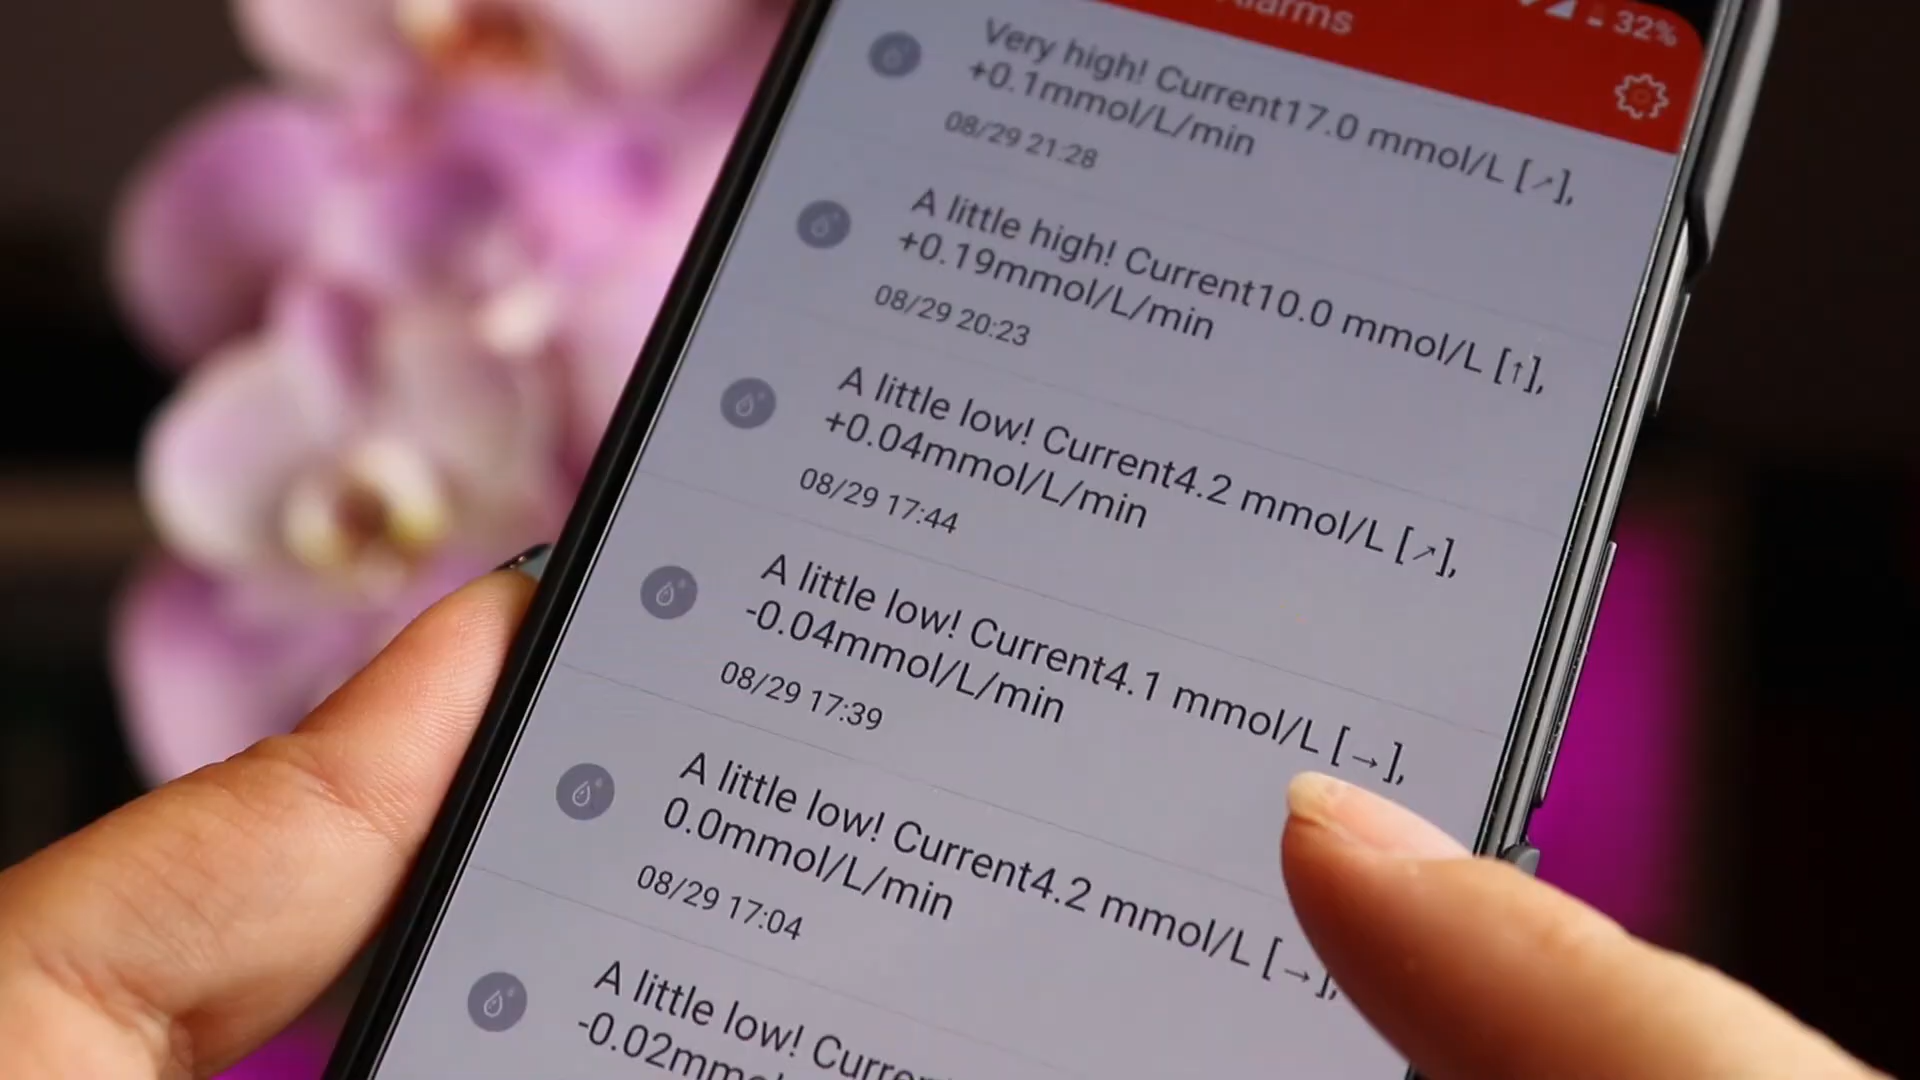 Alarms
32%
Very high! Current17.0 mmol/L [↗],
+0.1mmol/L/min
08/29 21:28
A little high! Current10.0 mmol/L [↑],
+0.19mmol/L/min
08/29 20:23
A little low! Current4.2 mmol/L [↗],
+0.04mmol/L/min
08/29 17:44
A little low! Current4.1 mmol/L [→],
-0.04mmol/L/min
08/29 17:39
A little low! Current4.2 mmol/L [→],
0.0mmol/L/min
08/29 17:04
A little low!
-0.02